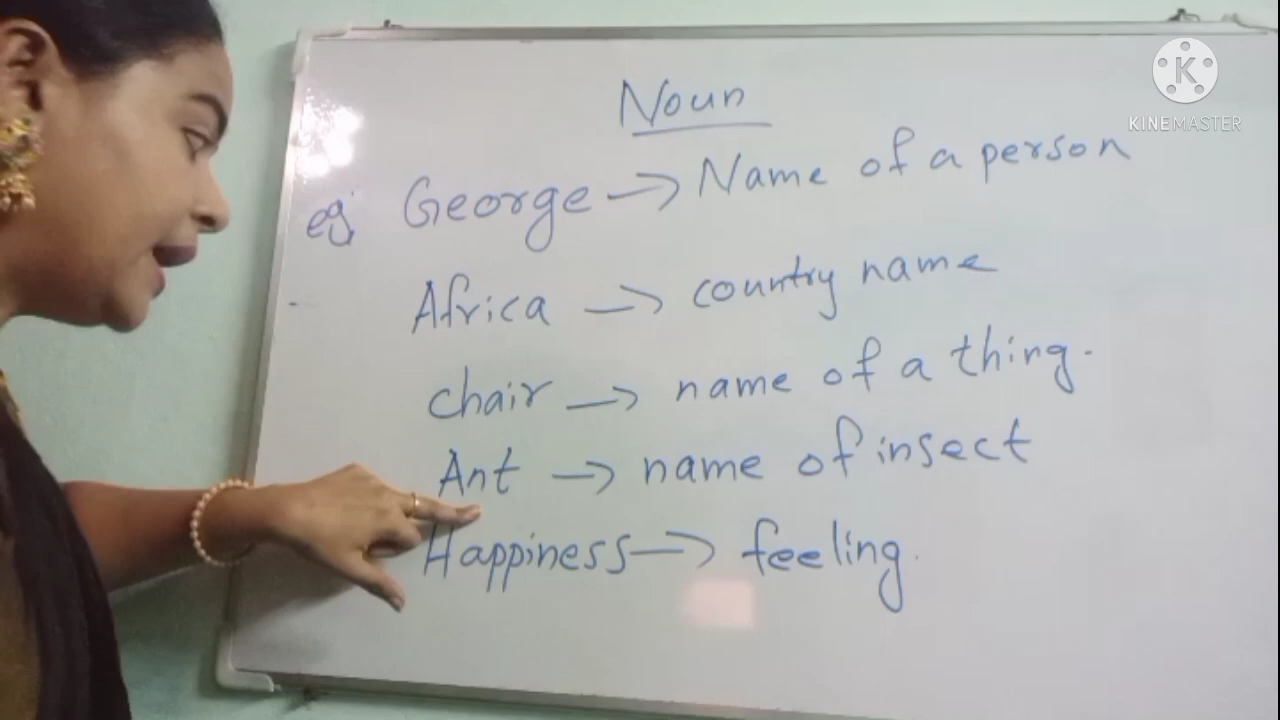 Noun
eg, George → Name of a person
Africa → country name
chair → name of a thing.
Ant → name of insect
Happiness → feeling.
K
KINEMASTER